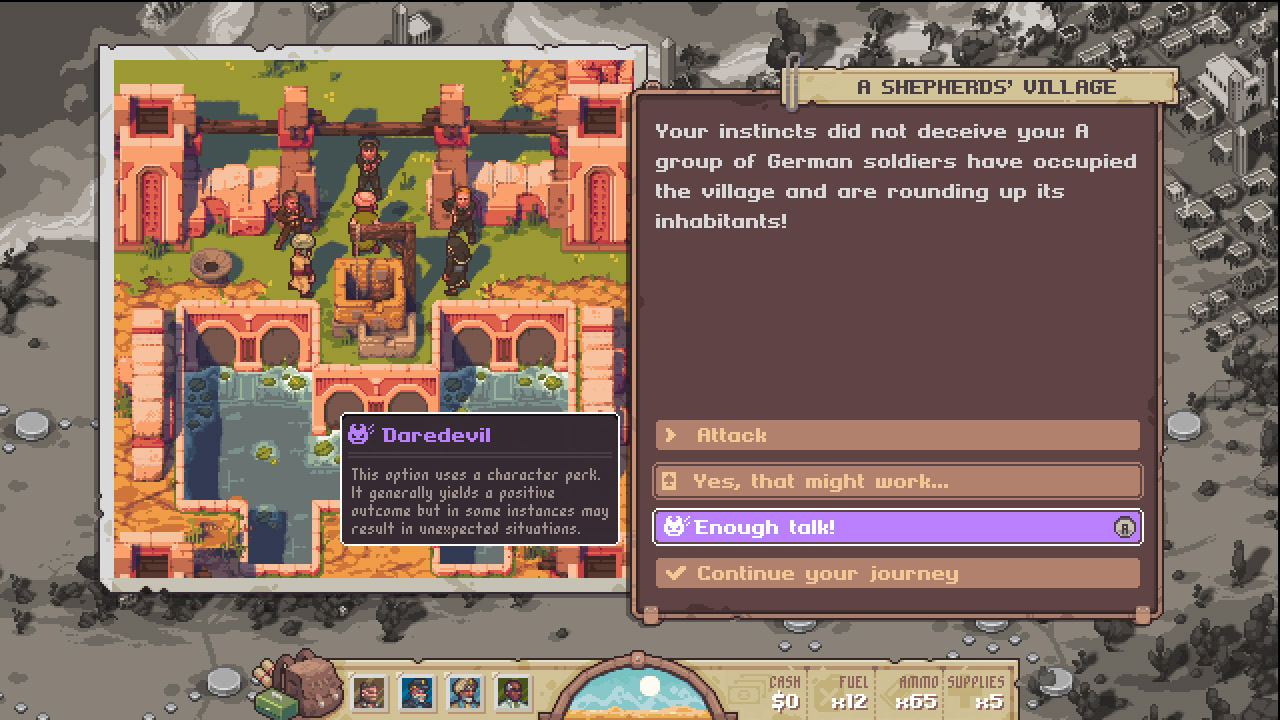 A SHEPHERDS' VILLAGE
Your instincts did not deceive you: A
group of German soldiers have occupied
the village and are rounding up its
inhabitants!
Daredevil
This option uses a character perk.
It generally yields a positive
outcome but in some instances may
result in unexpected situations.
Attack
Yes, that might work...
Enough talk!
R
Continue your journey
CASH
$0
FUEL
x12
AMMO
x65
SUPPLIES
x5